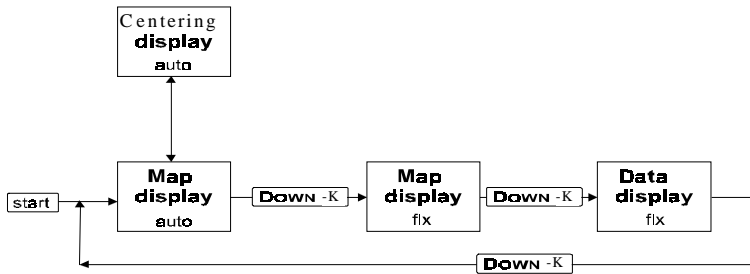 Centering
display
auto
start
Map
display
auto
Down -K
Map
display
fix
Down -K
Data
display
fix
Down -K